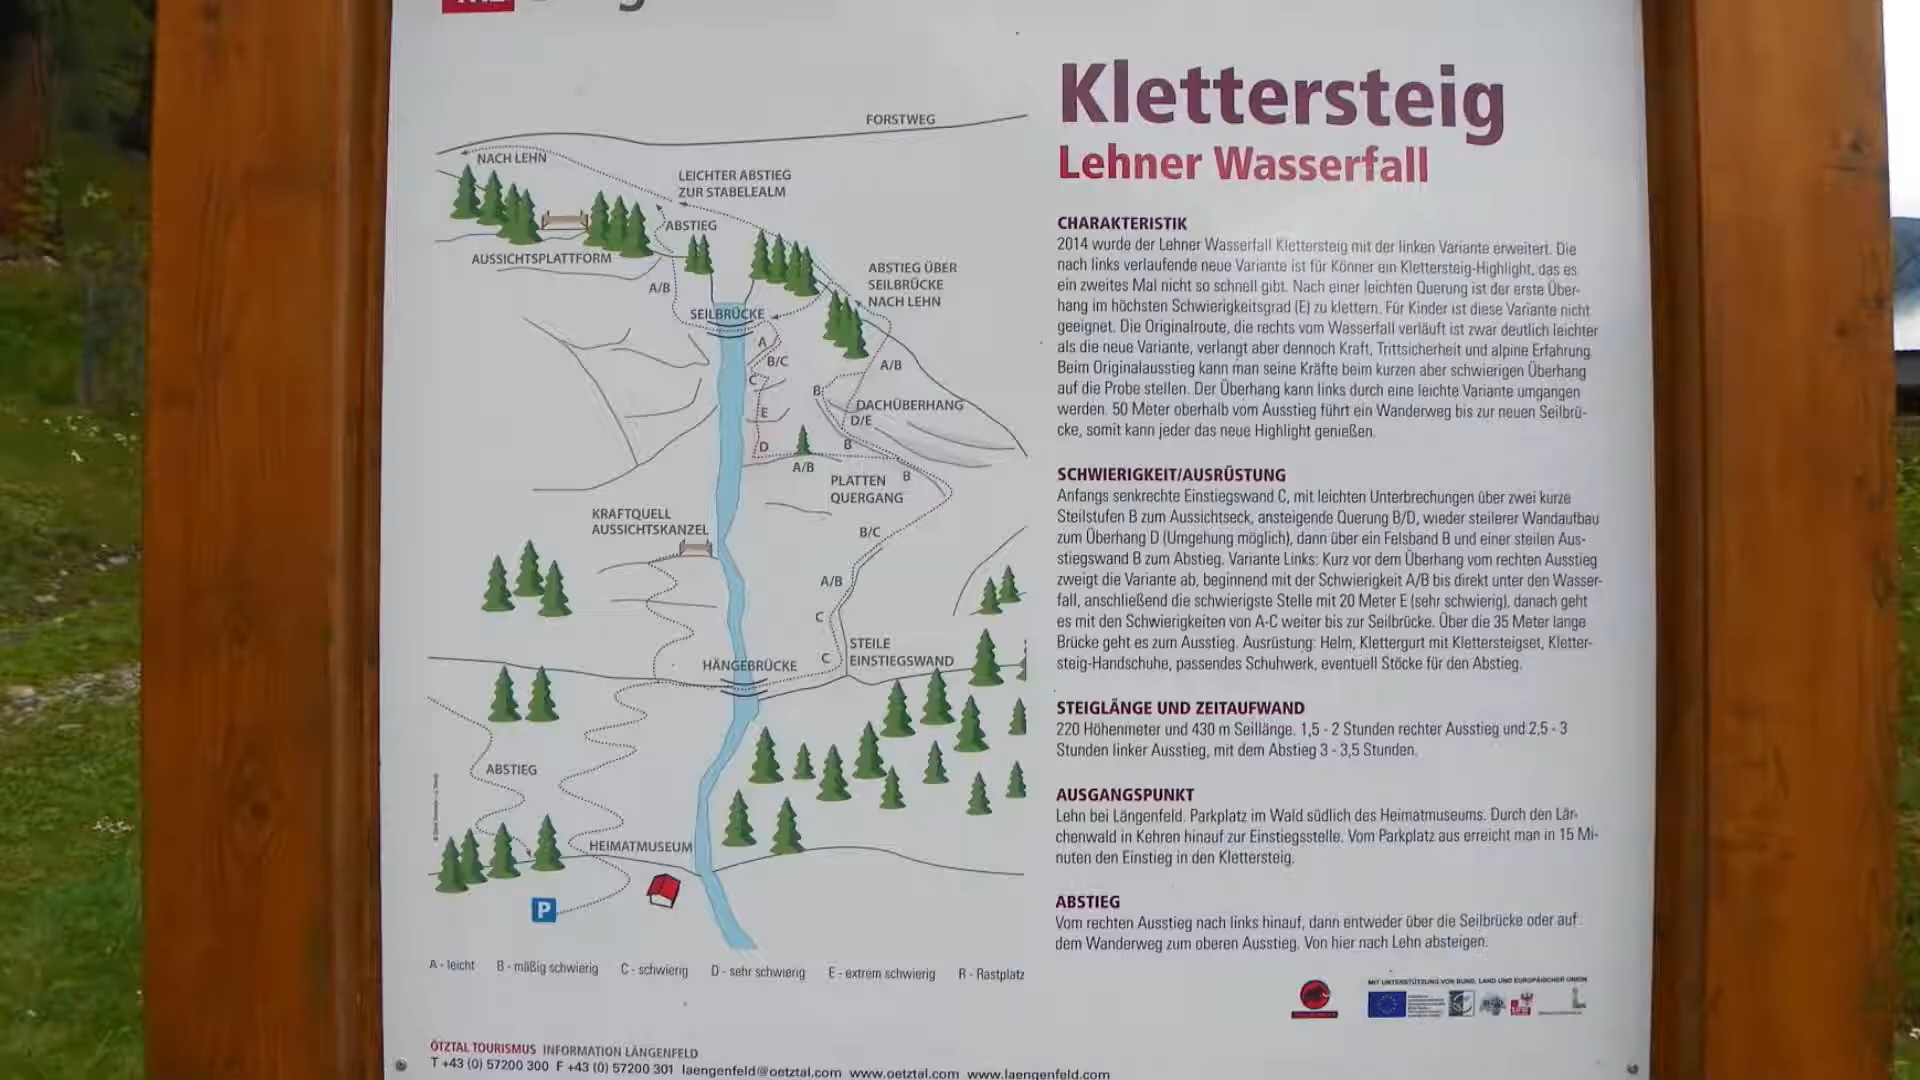 FORSTWEG
NACH LEHN
LEICHTER ABSTIEG
ZUR STABELEALM
ABSTIEG
AUSSICHTSPLATTFORM
ABSTIEG ÜBER
SEILBRÜCKE
NACH LEHN
A/B
SEILBRÜCKE
A
B/C
A/B
C
B
DACHÜBERHANG
E
D/E
D
B
A/B
B
PLATTEN
QUERGANG
KRAFTQUELL
AUSSICHTSKANZEL
B/C
A/B
C
STEILE
EINSTIEGSWAND
HÄNGEBRÜCKE
C
ABSTIEG
HEIMATMUSEUM
P
A - leicht B - mäßig schwierig C - schwierig D - sehr schwierig E - extrem schwierig R - Rastplatz
ÖTZTAL TOURISMUS INFORMATION LÄNGENFELD
T +43 (0) 57200 300 F +43 (0) 57200 301 laengenfeld@oetztal.com www.oetztal.com www.laengenfeld.com
Klettersteig
Lehner Wasserfall
CHARAKTERISTIK
2014 wurde der Lehner Wasserfall Klettersteig mit der linken Variante erweitert. Die
nach links verlaufende neue Variante ist für Könner ein Klettersteig-Highlight, das es
ein zweites Mal nicht so schnell gibt. Nach einer leichten Querung ist der erste Über-
hang im höchsten Schwierigkeitsgrad (E) zu klettern. Für Kinder ist diese Variante nicht
geeignet. Die Originalroute, die rechts vom Wasserfall verläuft ist zwar deutlich leichter
als die neue Variante, verlangt aber dennoch Kraft, Trittsicherheit und alpine Erfahrung.
Beim Originalausstieg kann man seine Kräfte beim kurzen aber schwierigen Überhang
auf die Probe stellen. Der Überhang kann links durch eine leichte Variante umgangen
werden. 50 Meter oberhalb vom Ausstieg führt ein Wanderweg bis zur neuen Seilbrü-
cke, somit kann jeder das neue Highlight genießen.
SCHWIERIGKEIT/AUSRÜSTUNG
Anfangs senkrechte Einstiegswand C, mit leichten Unterbrechungen über zwei kurze
Steilstufen B zum Aussichtseck, ansteigende Querung B/D, wieder steilerer Wandaufbau
zum Überhang D (Umgehung möglich), dann über ein Felsband B und einer steilen Aus-
stiegswand B zum Abstieg. Variante Links: Kurz vor dem Überhang vom rechten Ausstieg
zweigt die Variante ab, beginnend mit der Schwierigkeit A/B bis direkt unter den Wasser-
fall, anschließend die schwierigste Stelle mit 20 Meter E (sehr schwierig), danach geht
es mit den Schwierigkeiten von A-C weiter bis zur Seilbrücke. Über die 35 Meter lange
Brücke geht es zum Ausstieg. Ausrüstung: Helm, Klettergurt mit Klettersteigset, Kletter-
steig-Handschuhe, passendes Schuhwerk, eventuell Stöcke für den Abstieg.
STEIGLÄNGE UND ZEITAUFWAND
220 Höhenmeter und 430 m Seillänge. 1,5 - 2 Stunden rechter Ausstieg und 2,5 - 3
Stunden linker Ausstieg, mit dem Abstieg 3 - 3,5 Stunden.
AUSGANGSPUNKT
Lehn bei Längenfeld. Parkplatz im Wald südlich des Heimatmuseums. Durch den Lär-
chenwald in Kehren hinauf zur Einstiegsstelle. Vom Parkplatz aus erreicht man in 15 Mi-
nuten den Einstieg in den Klettersteig.
ABSTIEG
Vom rechten Ausstieg nach links hinauf, dann entweder über die Seilbrücke oder auf
dem Wanderweg zum oberen Ausstieg. Von hier nach Lehn absteigen.
MIT UNTERSTÜTZUNG VON BUND, LAND UND EUROPÄISCHER UNION